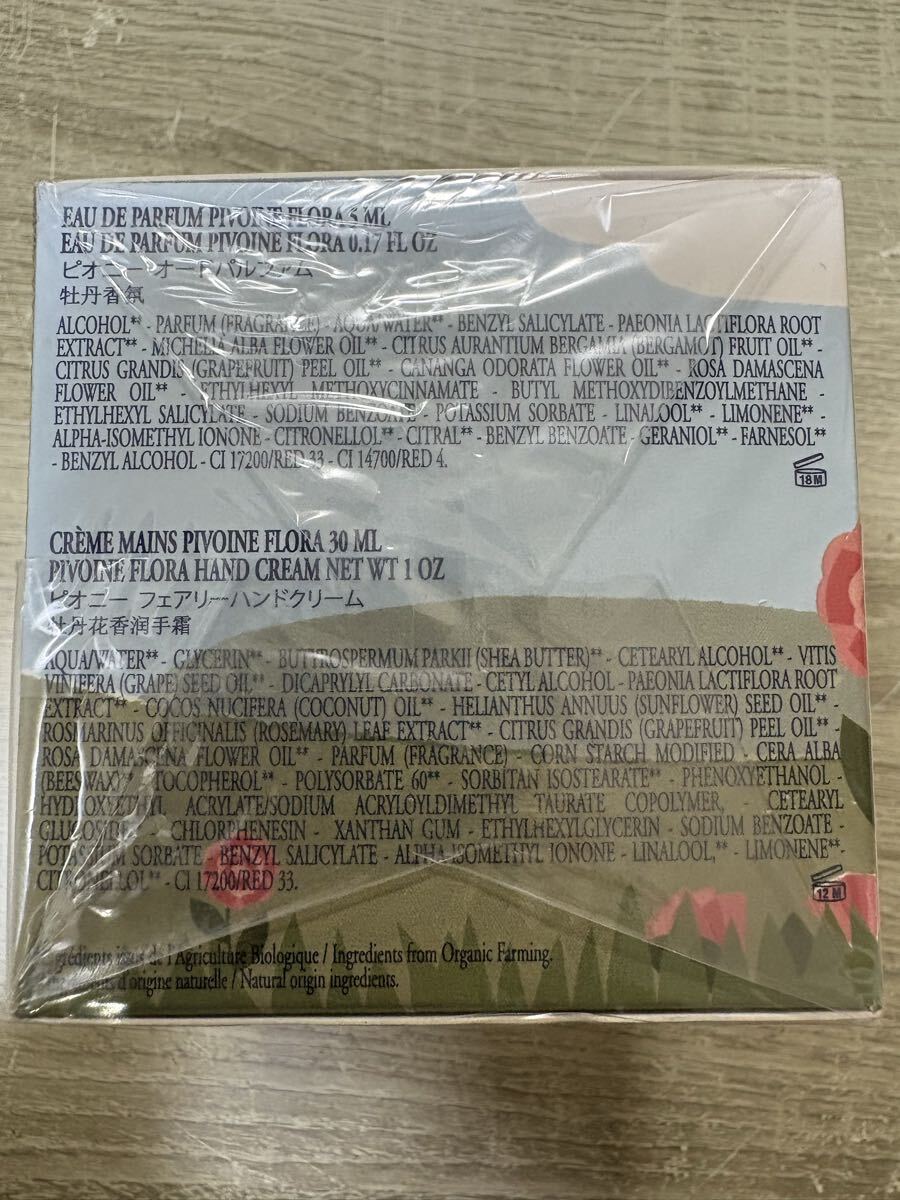 EAU DE PARFUM PIVOINE FLORA 5 ML
EAU DE PARFUM PIVOINE FLORA 0.17 FL OZ
ピオニー オードパルファム
牡丹香氛
ALCOHOL** - PARFUM (FRAGRANCE) - AQUA/WATER** - BENZYL SALICYLATE - PAEONIA LACTIFLORA ROOT
EXTRACT** - MICHELIA ALBA FLOWER OIL** - CITRUS AURANTIUM BERGAMIA (BERGAMOT) FRUIT OIL** -
CITRUS GRANDIS (GRAPEFRUIT) PEEL OIL** - CANANGA ODORATA FLOWER OIL** - ROSA DAMASCENA
FLOWER OIL** - ETHYLHEXYL METHOXYCINNAMATE - BUTYL METHOXYDIBENZOYLMETHANE -
ETHYLHEXYL SALICYLATE - SODIUM BENZOATE - POTASSIUM SORBATE - LINALOOL** - LIMONENE** -
ALPHA-ISOMETHYL IONONE - CITRONELLOL** - CITRAL** - BENZYL BENZOATE - GERANIOL** - FARNESOL**
- BENZYL ALCOHOL - CI 17200/RED 33 - CI 14700/RED 4.
18M
CRÈME MAINS PIVOINE FLORA 30 ML
PIVOINE FLORA HAND CREAM NET WT 1 OZ
ピオニー フェアリーハンドクリーム
牡丹花香润手霜
AQUA/WATER** - GLYCERIN** - BUTYROSPERMUM PARKII (SHEA BUTTER)** - CETEARYL ALCOHOL** - VITIS
VINIFERA (GRAPE) SEED OIL** - DICAPRYLYL CARBONATE - CETYL ALCOHOL - PAEONIA LACTIFLORA ROOT
EXTRACT** - COCOS NUCIFERA (COCONUT) OIL** - HELIANTHUS ANNUUS (SUNFLOWER) SEED OIL** -
ROSMARINUS OFFICINALIS (ROSEMARY) LEAF EXTRACT** - CITRUS GRANDIS (GRAPEFRUIT) PEEL OIL** -
ROSA DAMASCENA FLOWER OIL** - PARFUM (FRAGRANCE) - CORN STARCH MODIFIED - CERA ALBA
(BEESWAX)** - TOCOPHEROL** - POLYSORBATE 60** - SORBITAN ISOSTEARATE** - PHENOXYETHANOL -
HYDROXYETHYL ACRYLATE/SODIUM ACRYLOYLDIMETHYL TAURATE COPOLYMER, - CETEARYL
GLUCOSIDE** - CHLORPHENESIN - XANTHAN GUM - ETHYLHEXYLGLYCERIN - SODIUM BENZOATE -
POTASSIUM SORBATE - BENZYL SALICYLATE - ALPHA-ISOMETHYL IONONE - LINALOOL,** - LIMONENE** -
CITRONELLOL** - CI 17200/RED 33.
12 M
Ingrédients issus de l'Agriculture Biologique / Ingredients from Organic Farming.
d'origine naturelle / Natural origin ingredients.